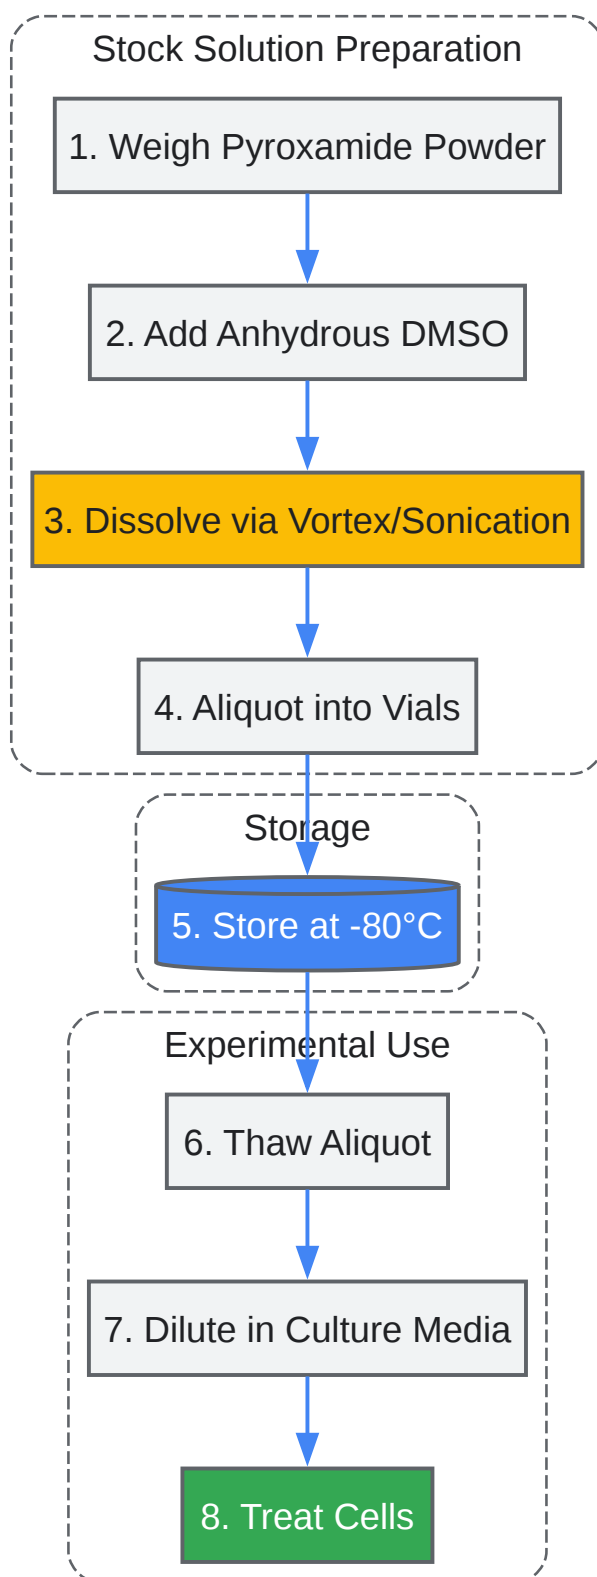 Stock Solution Preparation
1. Weigh Pyroxamide Powder
2. Add Anhydrous DMSO
3. Dissolve via Vortex/Sonication
4. Aliquot into Vials
Storage
5. Store at -80°C
Experimental Use
6. Thaw Aliquot
7. Dilute in Culture Media
8. Treat Cells